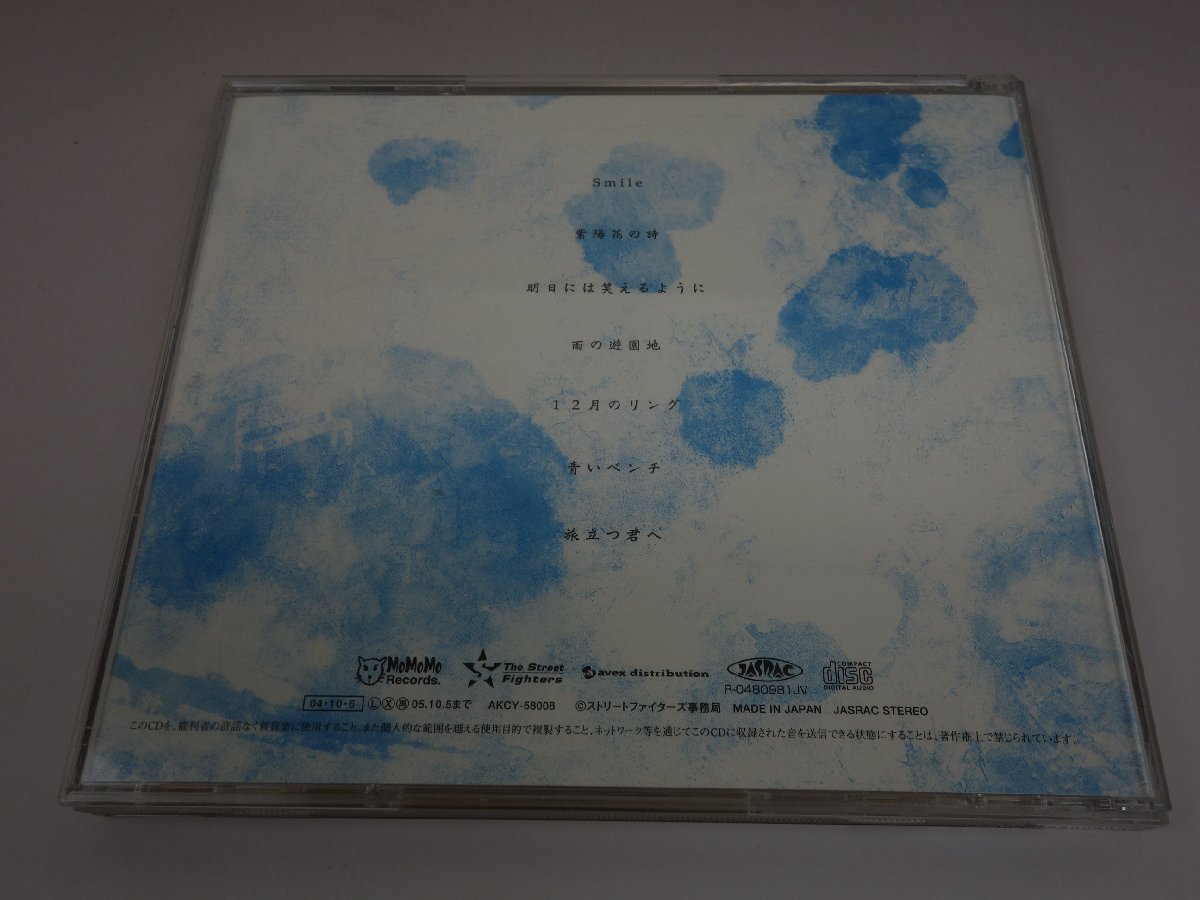 Smile
紫陽花の詩
明日には笑えるように
雨の遊園地
12月のリング
青いベンチ
旅立つ君へ
MoMoMo Records. The Street Fighters avex distribution JASRAC COMPACT disc DIGITAL AUDIO
R-0480981JV
04・10・6 Ⓛ Ⓧ 再 05.10.5まで AKCY-58008 ©ストリートファイターズ事務局 MADE IN JAPAN JASRAC STEREO
このCDを、権利者の許諾なく賃貸業に使用すること、また個人的な範囲を越える使用目的で複製すること、ネットワーク等を通じてこのCDに収録された音を送信できる状態にすることは、著作権上で禁じられています。